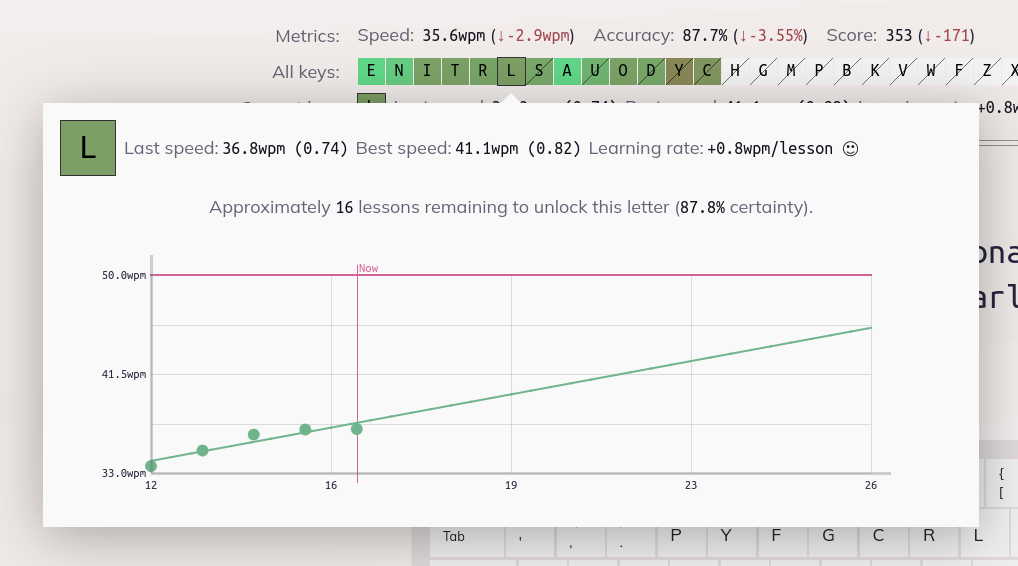 Metrics: Speed: 35.6wpm (↓-2.9wpm) Accuracy: 87.7% (↓-3.55%) Score: 353 (↓-171)
All keys: E N I T R L S A U O D Y C H G M P B K V W F Z X
+0.8w
L Last speed: 36.8wpm (0.74) Best speed: 41.1wpm (0.82) Learning rate: +0.8wpm/lesson
Approximately 16 lessons remaining to unlock this letter (87.8% certainty).
Now
50.0wpm
41.5wpm
33.0wpm
12 16 19 23 26
ona
arl
{
[
Tab ' , . P Y F G C R L